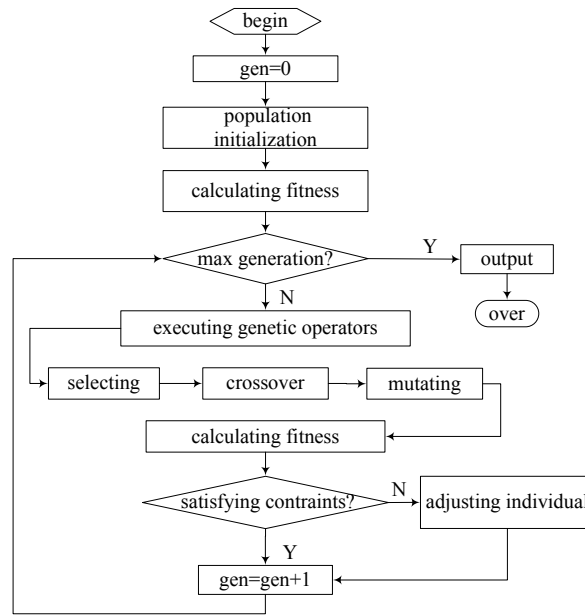 begin
gen=0
population
initialization
calculating fitness
max generation?
Y
output
over
N
executing genetic operators
selecting
crossover
mutating
calculating fitness
satisfying contraints?
N
adjusting individual
Y
gen=gen+1